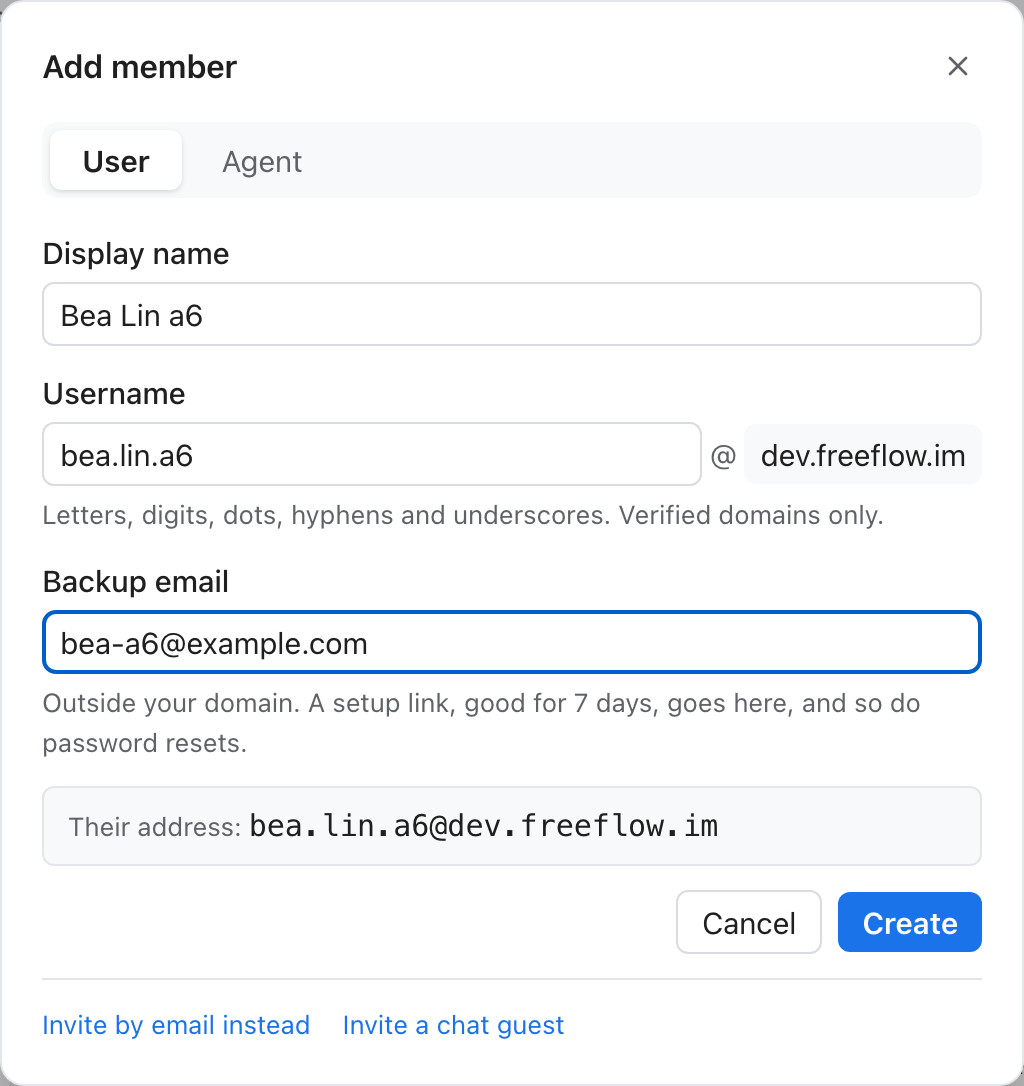 Add member
User Agent
Display name
Bea Lin a6
Username
bea.lin.a6 @ dev.freeflow.im
Letters, digits, dots, hyphens and underscores. Verified domains only.
Backup email
bea-a6@example.com
Outside your domain. A setup link, good for 7 days, goes here, and so do
password resets.
Their address: bea.lin.a6@dev.freeflow.im
Cancel Create
Invite by email instead Invite a chat guest